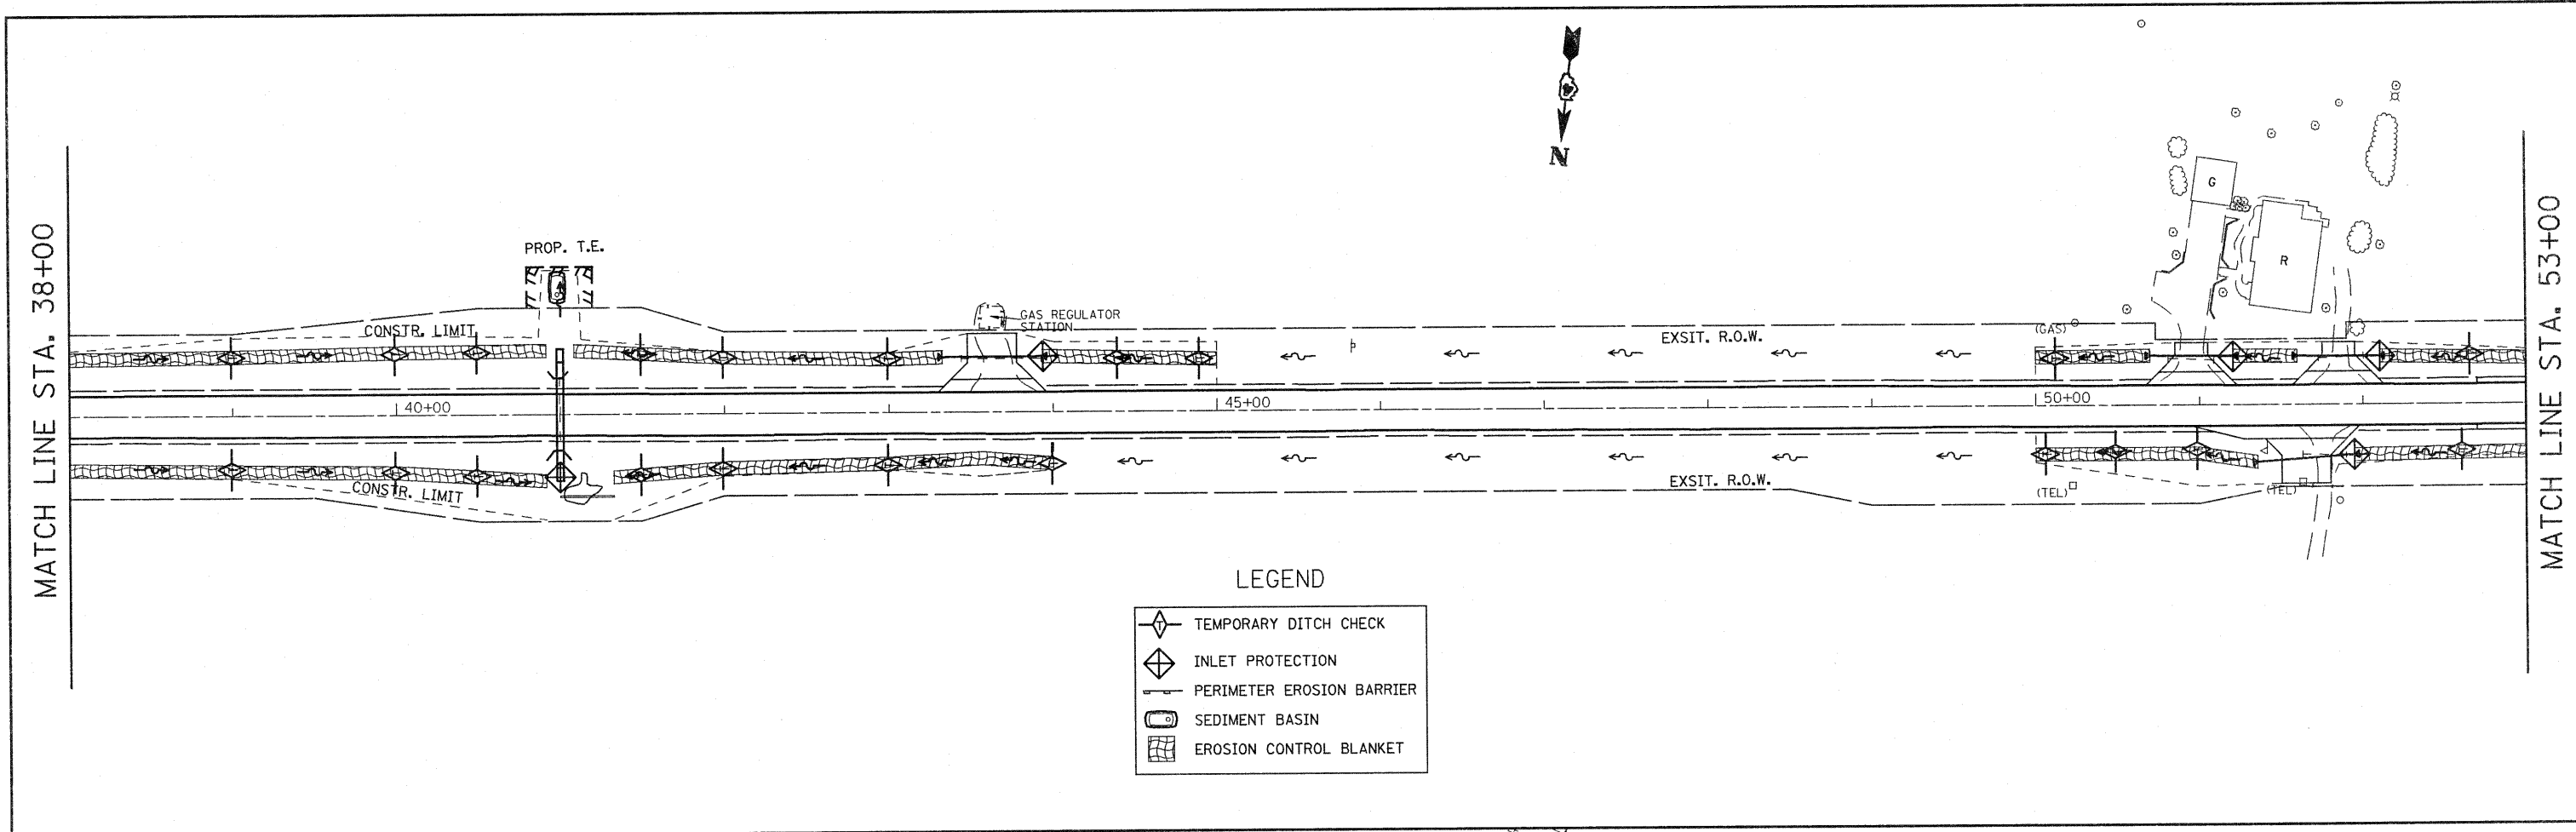 N
MATCH LINE STA. 38+00
MATCH LINE STA. 53+00
PROP. T.E.
G
R
CONSTR. LIMIT
GAS REGULATOR
STATION
EXSIT. R.O.W.
(GAS)
40+00
45+00
50+00
CONSTR. LIMIT
EXSIT. R.O.W.
(TEL)
(TEL)
LEGEND
T TEMPORARY DITCH CHECK
INLET PROTECTION
PERIMETER EROSION BARRIER
SEDIMENT BASIN
EROSION CONTROL BLANKET